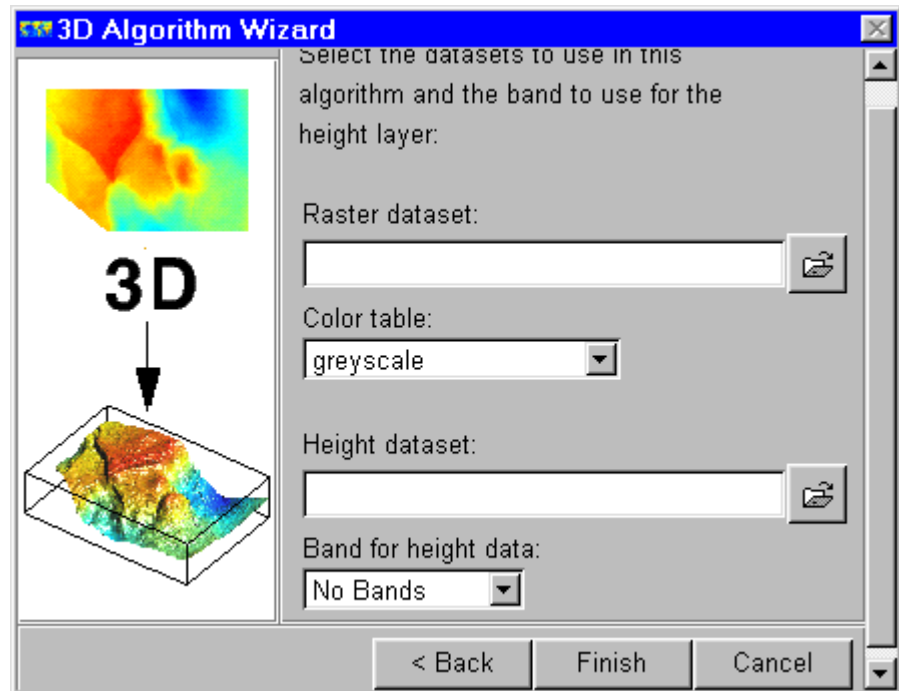 3D Algorithm Wizard
Select the datasets to use in this
algorithm and the band to use for the
height layer:
Raster dataset:
Color table:
greyscale
3D
Height dataset:
Band for height data:
No Bands
< Back
Finish
Cancel